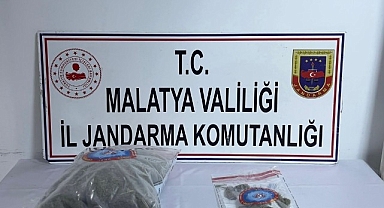 T.C.
MALATYA VALİLİĞİ
İL JANDARMA KOMUTANLIĞI